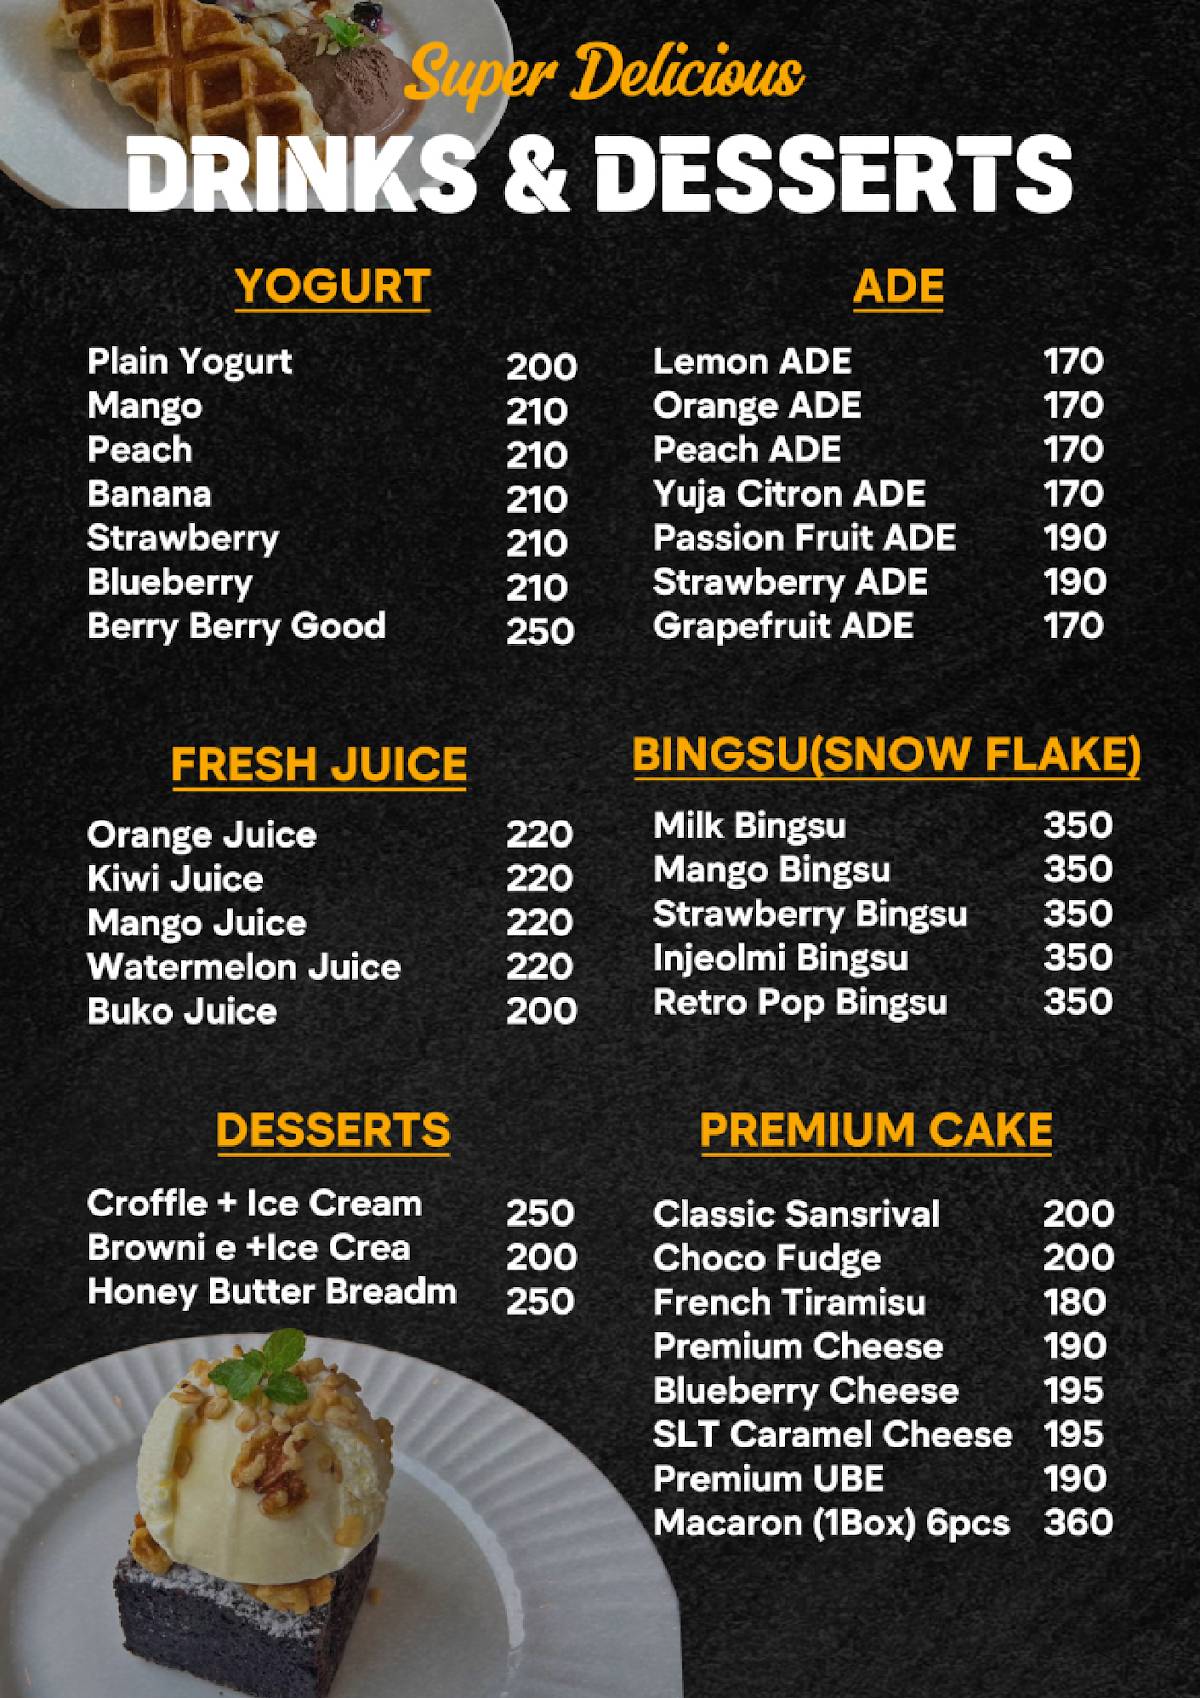 Super Delicious
DRINKS & DESSERTS
YOGURT
Plain Yogurt 200
Mango 210
Peach 210
Banana 210
Strawberry 210
Blueberry 210
Berry Berry Good 250
ADE
Lemon ADE 170
Orange ADE 170
Peach ADE 170
Yuja Citron ADE 170
Passion Fruit ADE 190
Strawberry ADE 190
Grapefruit ADE 170
FRESH JUICE
Orange Juice 220
Kiwi Juice 220
Mango Juice 220
Watermelon Juice 220
Buko Juice 200
BINGSU(SNOW FLAKE)
Milk Bingsu 350
Mango Bingsu 350
Strawberry Bingsu 350
Injeolmi Bingsu 350
Retro Pop Bingsu 350
DESSERTS
Croffle + Ice Cream 250
Browni e +Ice Crea 200
Honey Butter Breadm 250
PREMIUM CAKE
Classic Sansrival 200
Choco Fudge 200
French Tiramisu 180
Premium Cheese 190
Blueberry Cheese 195
SLT Caramel Cheese 195
Premium UBE 190
Macaron (1Box) 6pcs 360